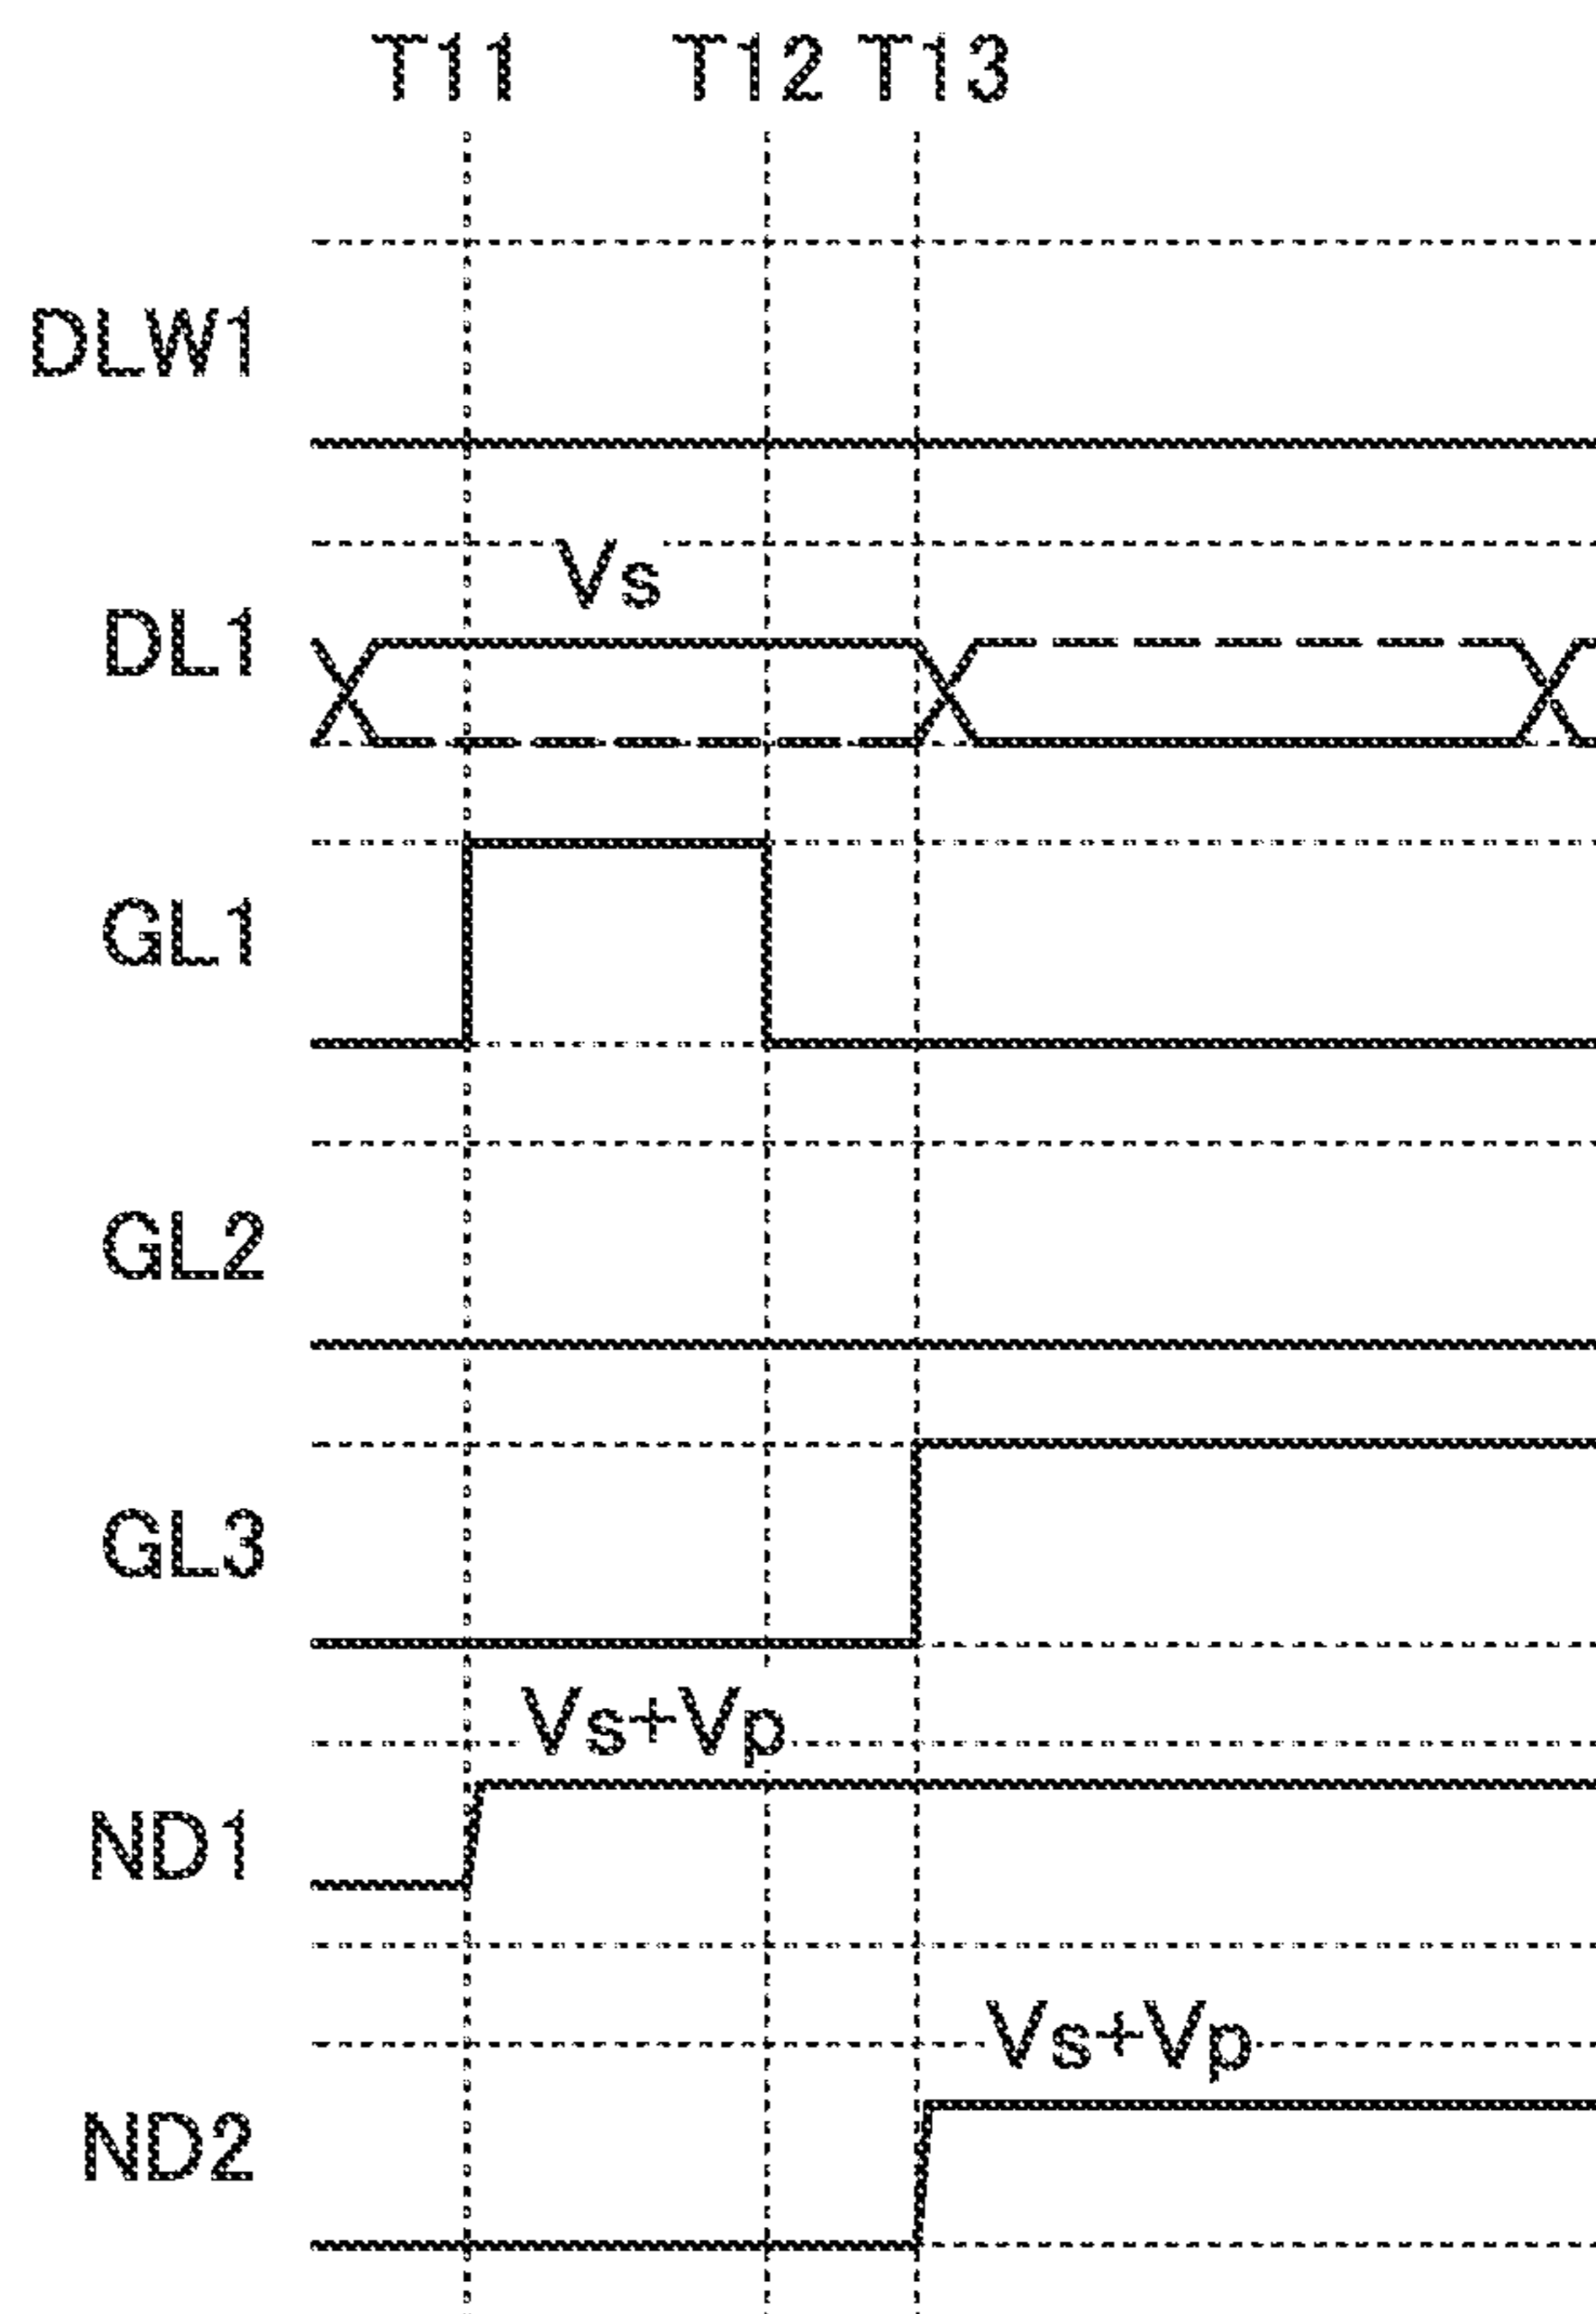 T11 T12 T13
DLW1
Vs
DL1
GL1
GL2
GL3
Vs+Vp
ND1
Vs+Vp
ND2